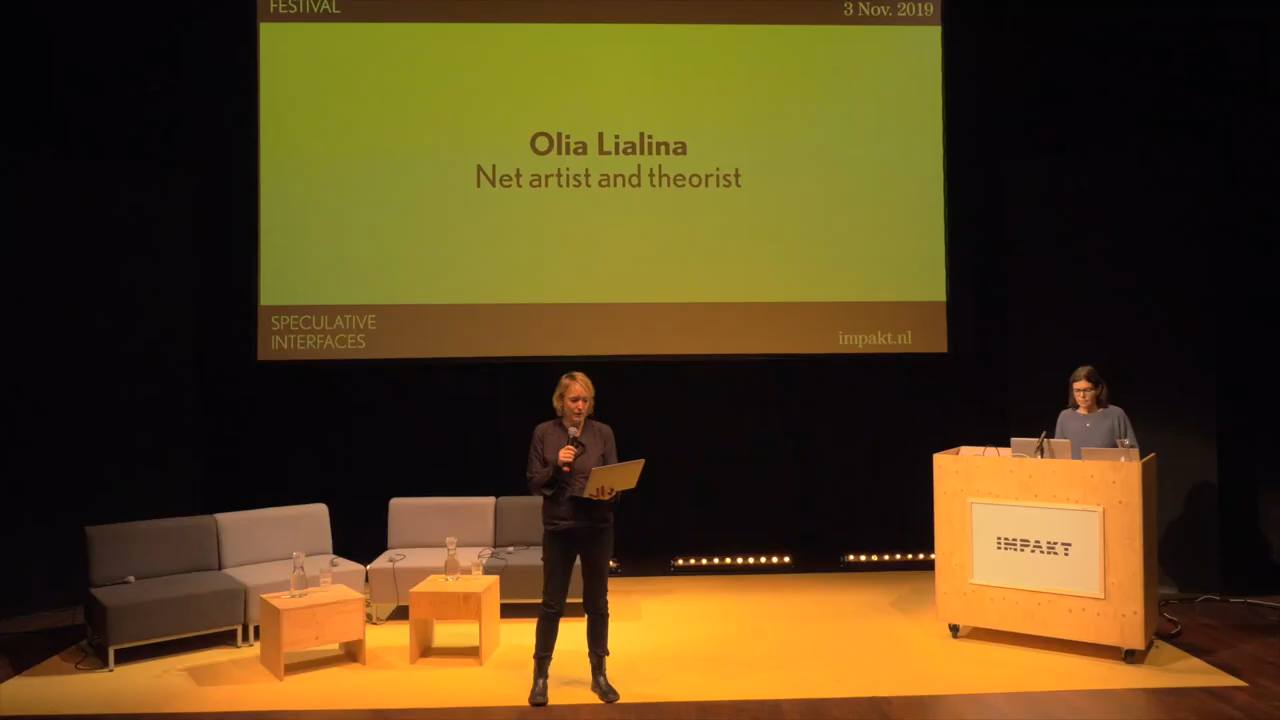 FESTIVAL
3 Nov. 2019
Olia Lialina
Net artist and theorist
SPECULATIVE
INTERFACES
impakt.nl
IMPAKT